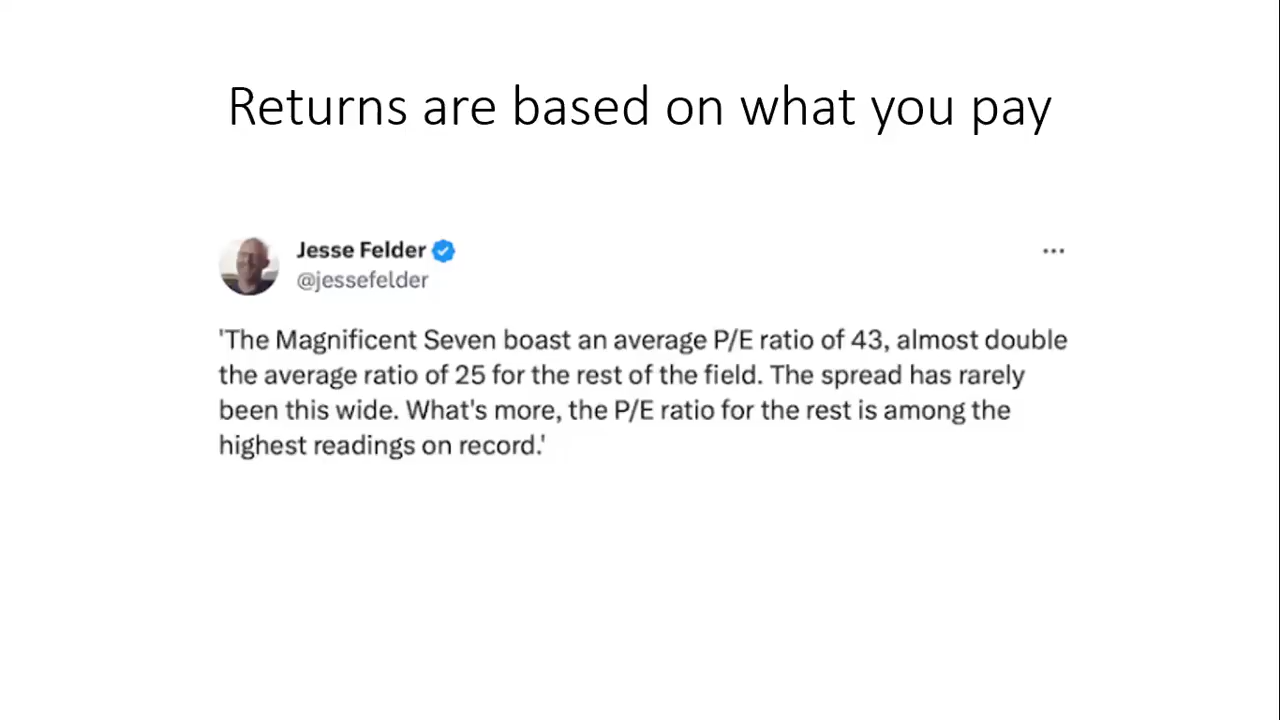 Returns are based on what you pay
Jesse Felder
@jessefelder
'The Magnificent Seven boast an average P/E ratio of 43, almost double
the average ratio of 25 for the rest of the field. The spread has rarely
been this wide. What's more, the P/E ratio for the rest is among the
highest readings on record.'